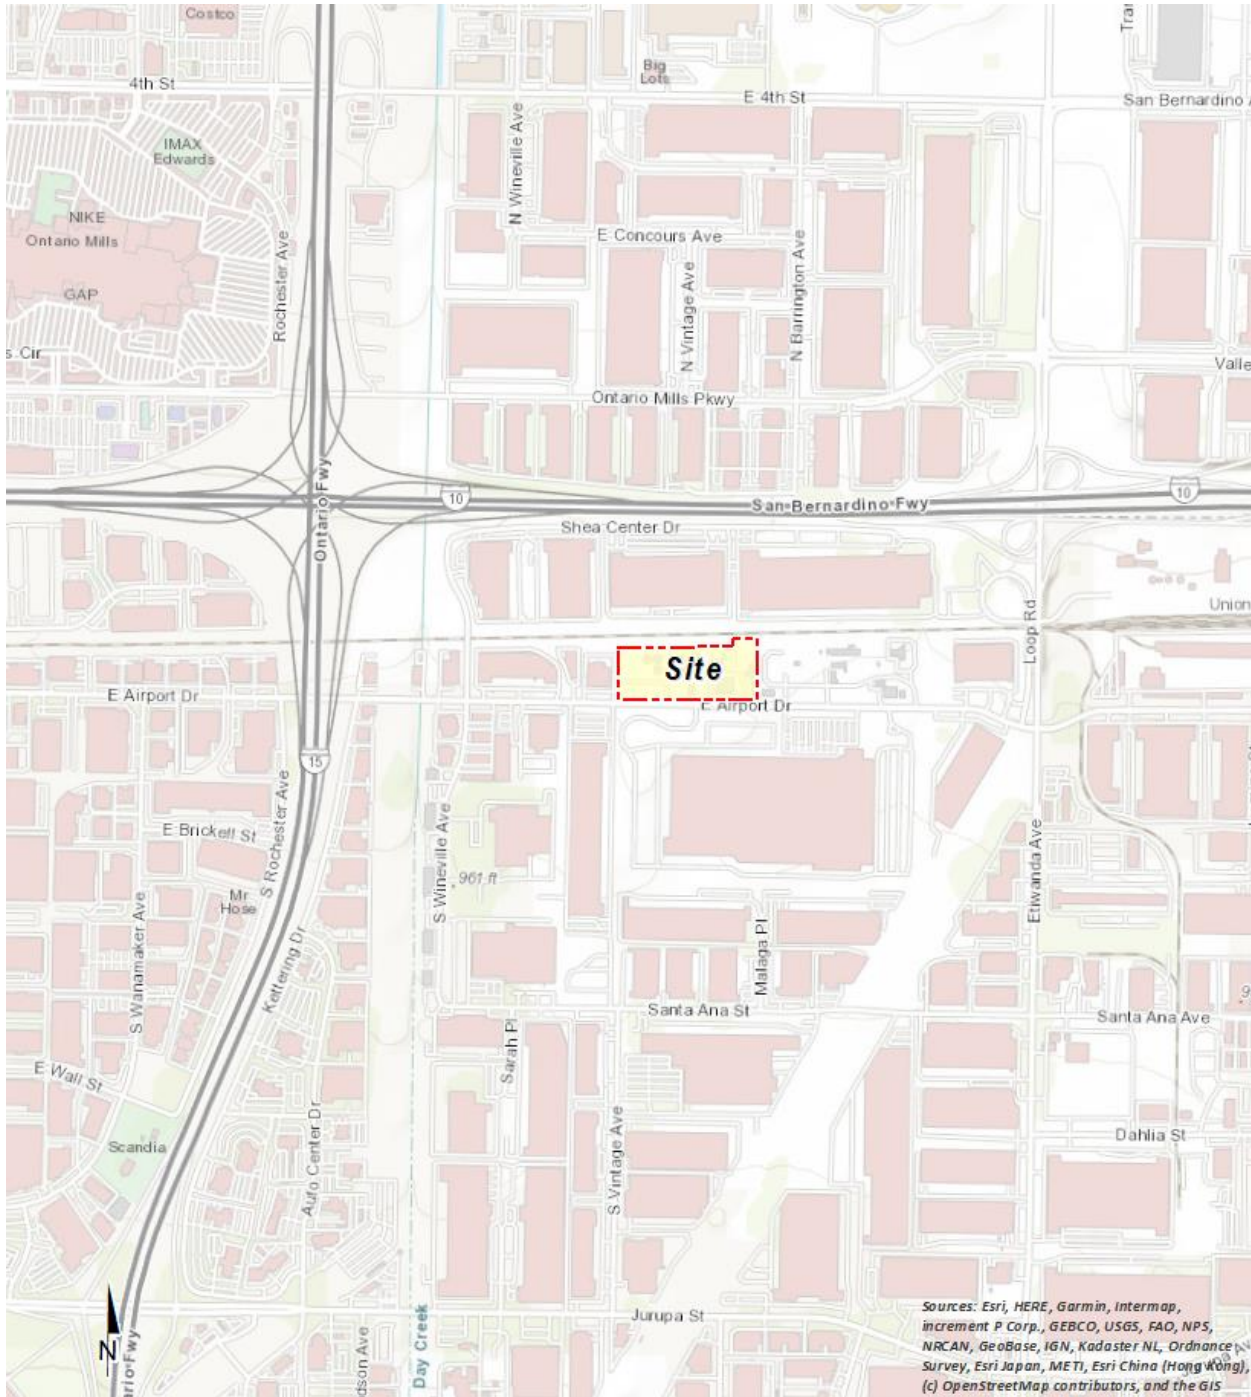 Costco
4th St
Big
Lots
E 4th St
San Bernardino
IMAX
Edwards
N Wineville Ave
NIKE
Ontario Mills
E Concours Ave
Rochester Ave
GAP
N Vintage Ave
N Barrington Ave
s Cir
Valle
Ontario Mills Pkwy
10
San Bernardino Fwy
10
Ontario Fwy
Shea Center Dr
Union
Loop Rd
Site
E Airport Dr
E Airport Dr
15
S Rochester Ave
E Brickell St
S Wineville Ave
961 ft
Mr
Hose
Etiwanda Ave
S Wanamaker Ave
Kettering Dr
Malaga Pl
Santa Ana St
Santa Ana Ave
Sarah Pl
E Wall St
Scandia
Auto Center Dr
S Vintage Ave
Dahlia St
Day Creek
Jurupa St
N
ario Fwy
dson Ave
Sources: Esri, HERE, Garmin, Intermap,
increment P Corp., GEBCO, USGS, FAO, NPS,
NRCAN, GeoBase, IGN, Kadaster NL, Ordnance
Survey, Esri Japan, METI, Esri China (Hong Kong),
(c) OpenStreetMap contributors, and the GIS